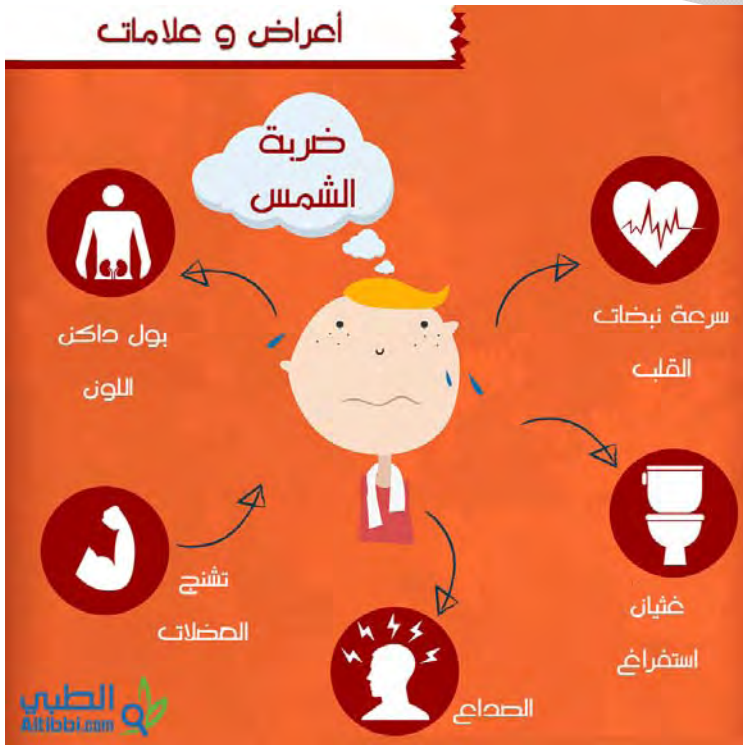 أعراض و علامات
ضربة
الشمس
سرعة نبضات
القلب
بول داكن
اللون
غثيان
استفراغ
تشنج
العضلات
الصداع
الطبي
Altibbi.com